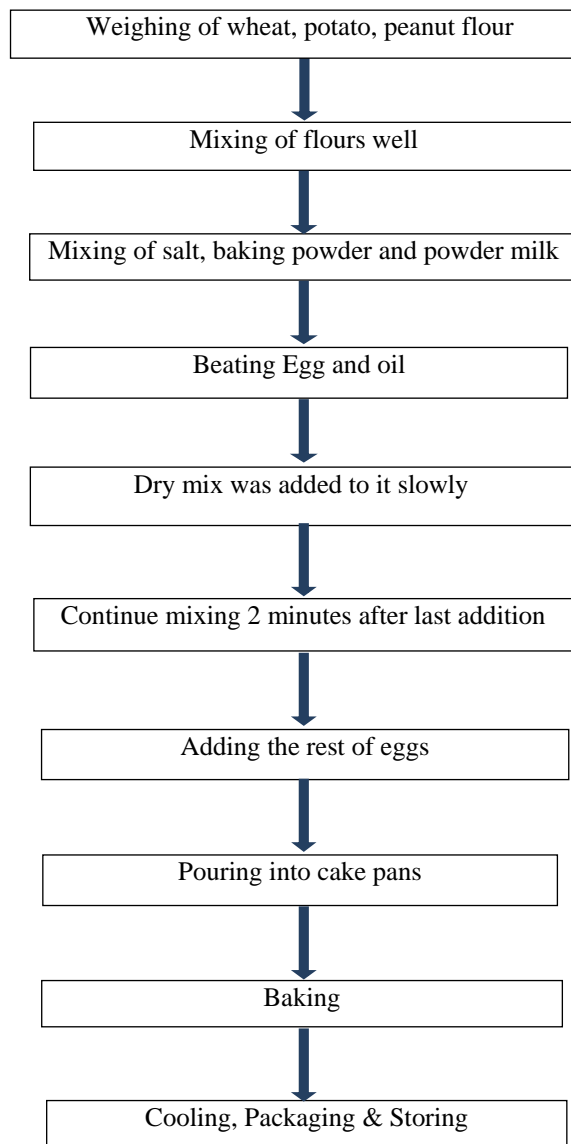 Weighing of wheat, potato, peanut flour
Mixing of flours well
Mixing of salt, baking powder and powder milk
Beating Egg and oil
Dry mix was added to it slowly
Continue mixing 2 minutes after last addition
Adding the rest of eggs
Pouring into cake pans
Baking
Cooling, Packaging & Storing